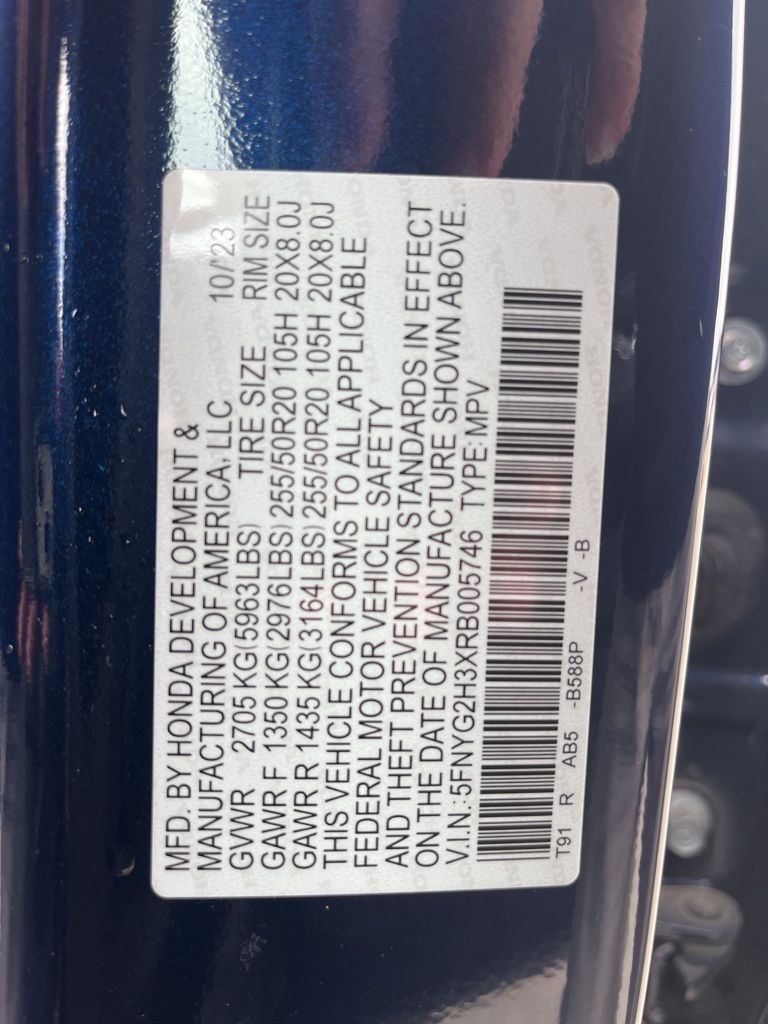 MFD. BY HONDA DEVELOPMENT &
MANUFACTURING OF AMERICA, LLC 10/23
GVWR 2705 KG(5963LBS) TIRE SIZE RIM SIZE
GAWR F 1350 KG(2976LBS) 255/50R20 105H 20X8.0J
GAWR R 1435 KG(3164LBS) 255/50R20 105H 20X8.0J
THIS VEHICLE CONFORMS TO ALL APPLICABLE
FEDERAL MOTOR VEHICLE SAFETY
AND THEFT PREVENTION STANDARDS IN EFFECT
ON THE DATE OF MANUFACTURE SHOWN ABOVE.
V.I.N.: 5FNYG2H3XRB005746 TYPE: MPV
T91 R AB5 -B588P -V -B